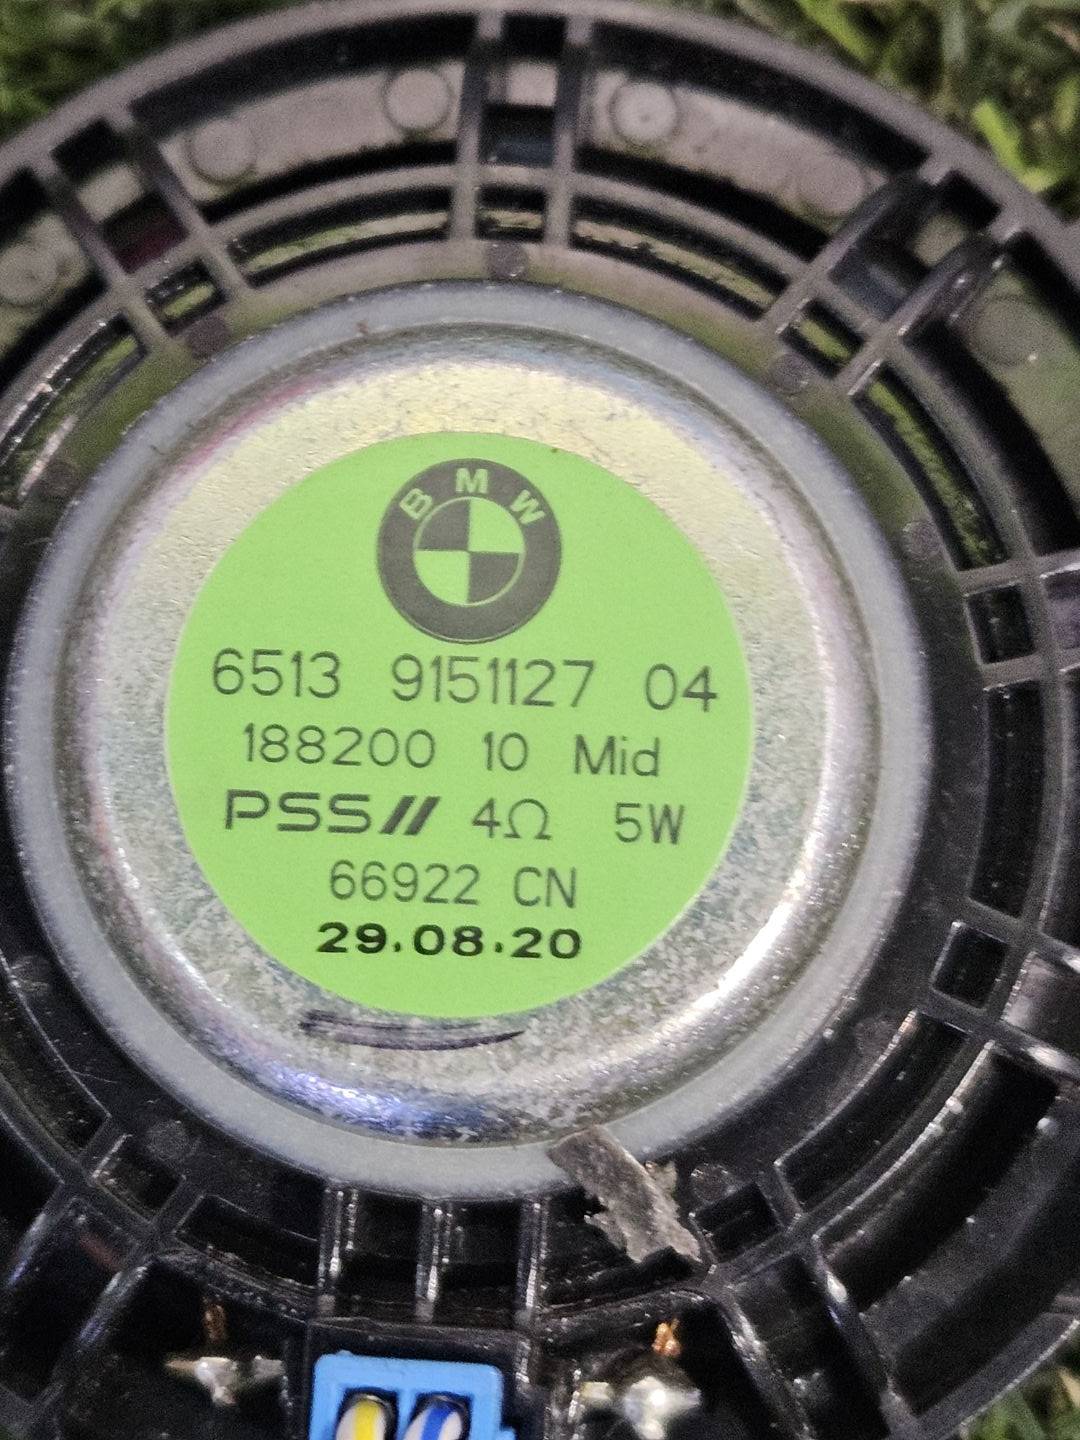 BMW
6513 9151127 04
188200 10 Mid
PSS// 4Ω 5W
66922 CN
29.08.20